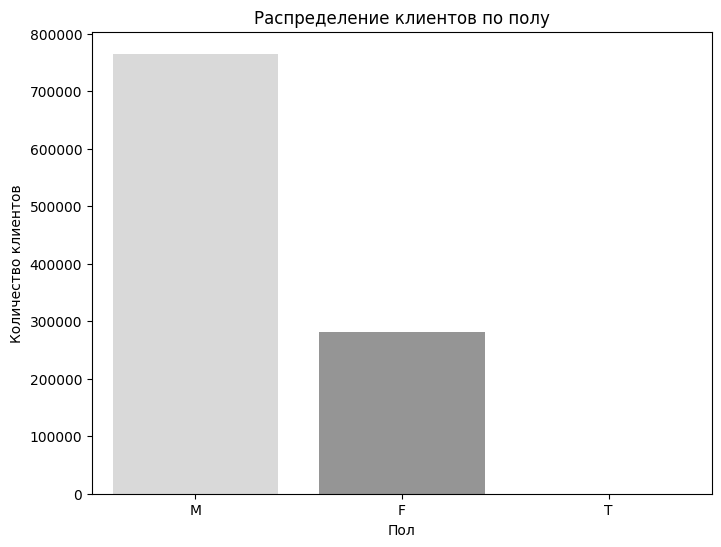 Распределение клиентов по полу
Количество клиентов
800000
700000
600000
500000
400000
300000
200000
100000
0
M
F
T
Пол